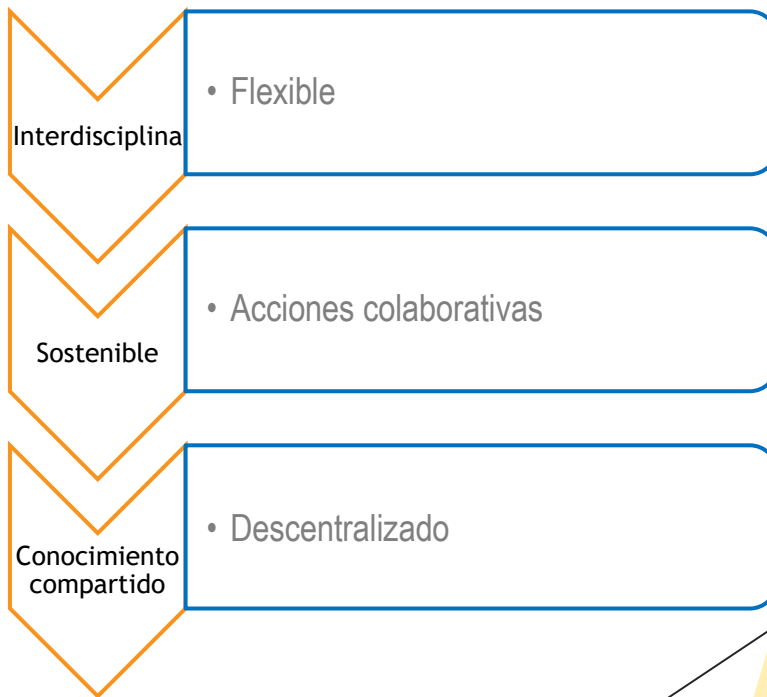 Interdisciplina
• Flexible
Sostenible
• Acciones colaborativas
Conocimiento
compartido
• Descentralizado